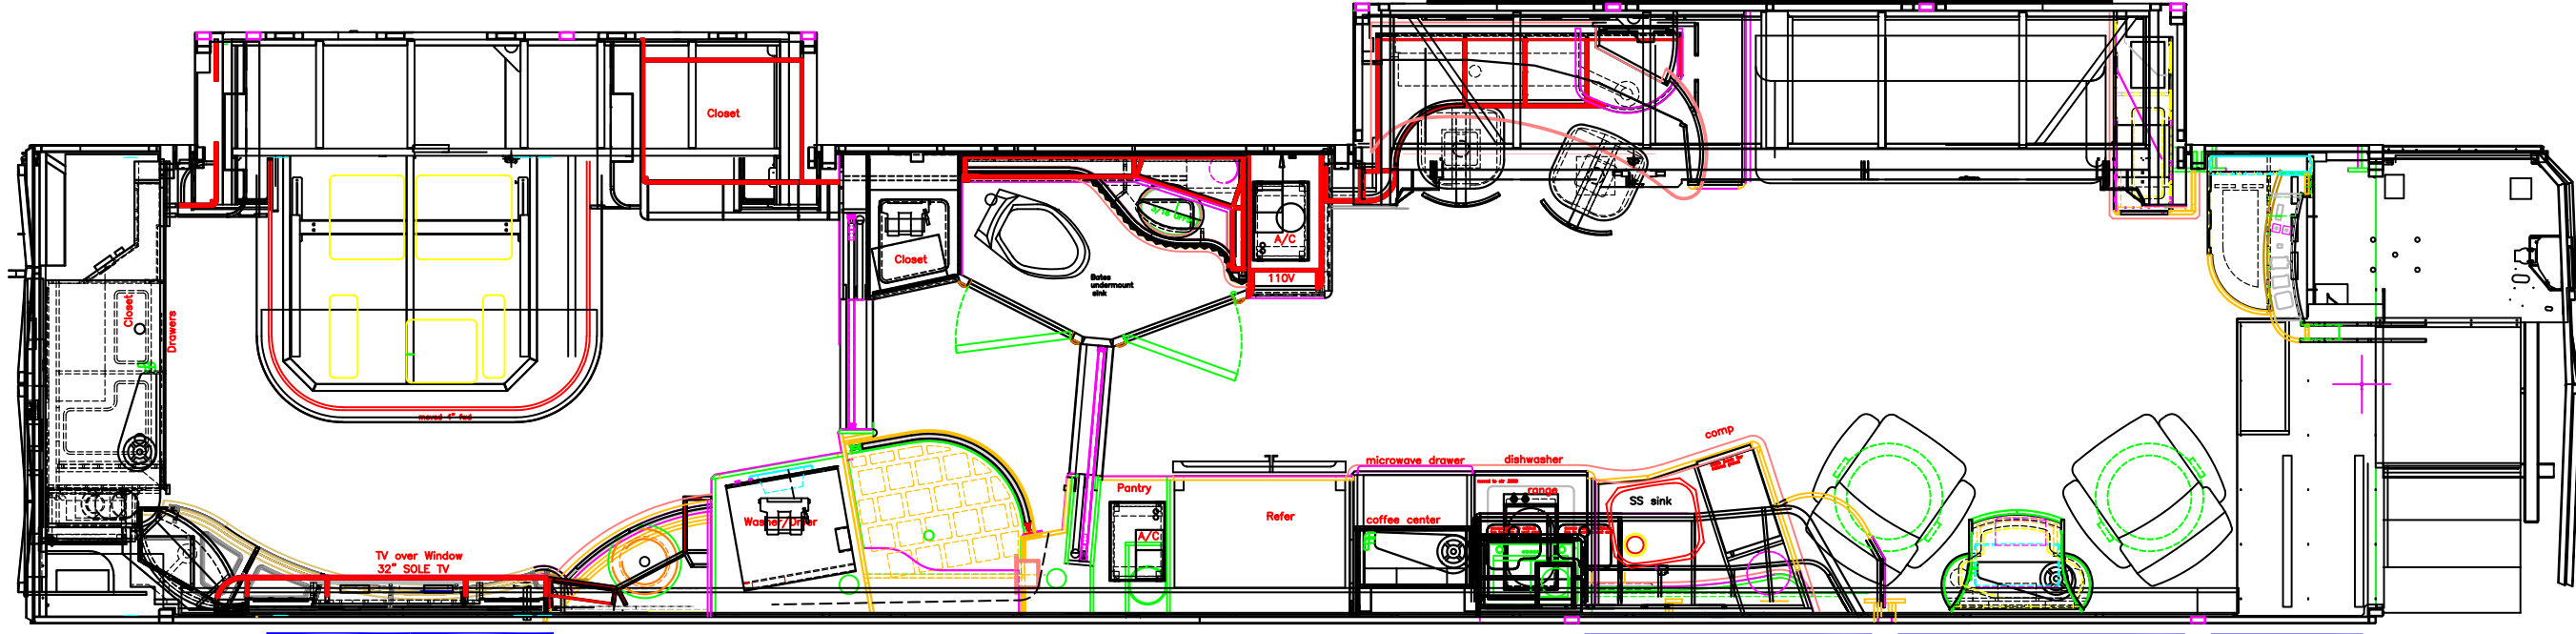 Closet
Closet
A/C
110V
Bates
undermount
sink
Closet
Drawers
moved 4" fwd
comp
microwave drawer
dishwasher
Pantry
range
SS sink
Refer
coffee center
Washer/Dryer
A/C
TV over Window
32" SOLE TV